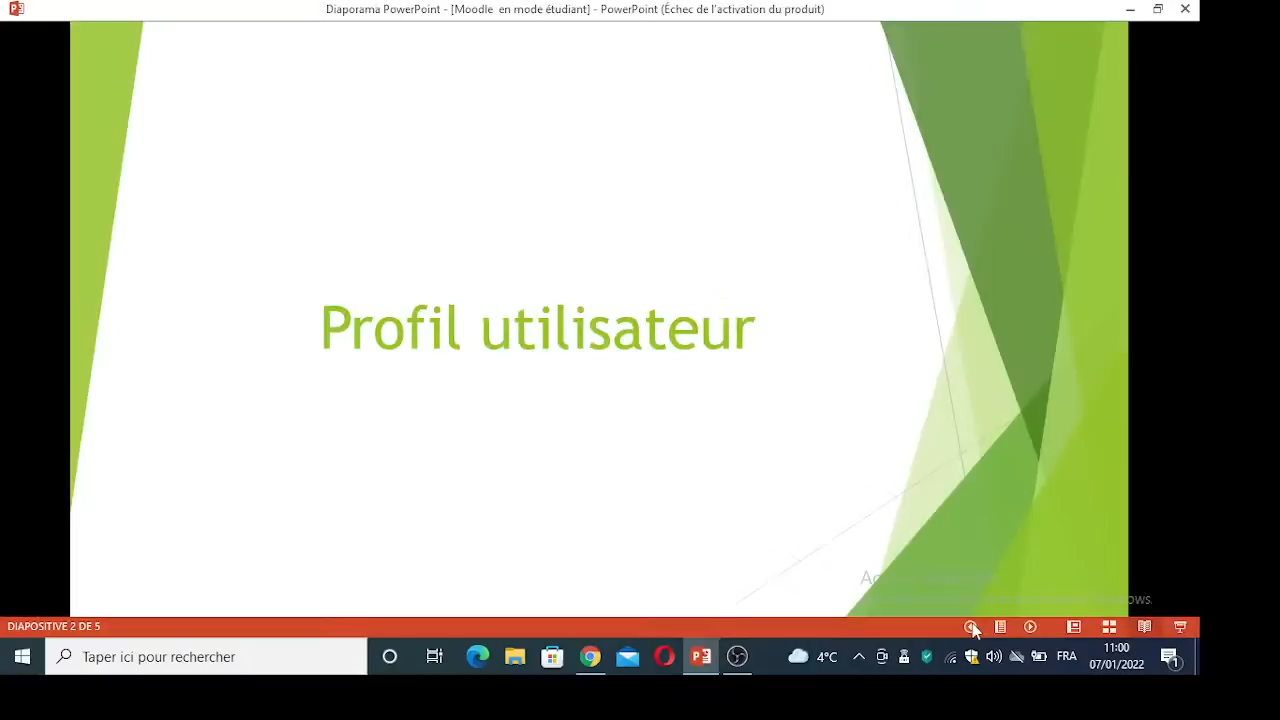 Diaporama PowerPoint - [Moodle en mode étudiant] - PowerPoint (Échec de l'activation du produit)
Profil utilisateur
DIAPOSITIVE 2 DE 5
Taper ici pour rechercher
4°C
FRA
11:00
07/01/2022
1